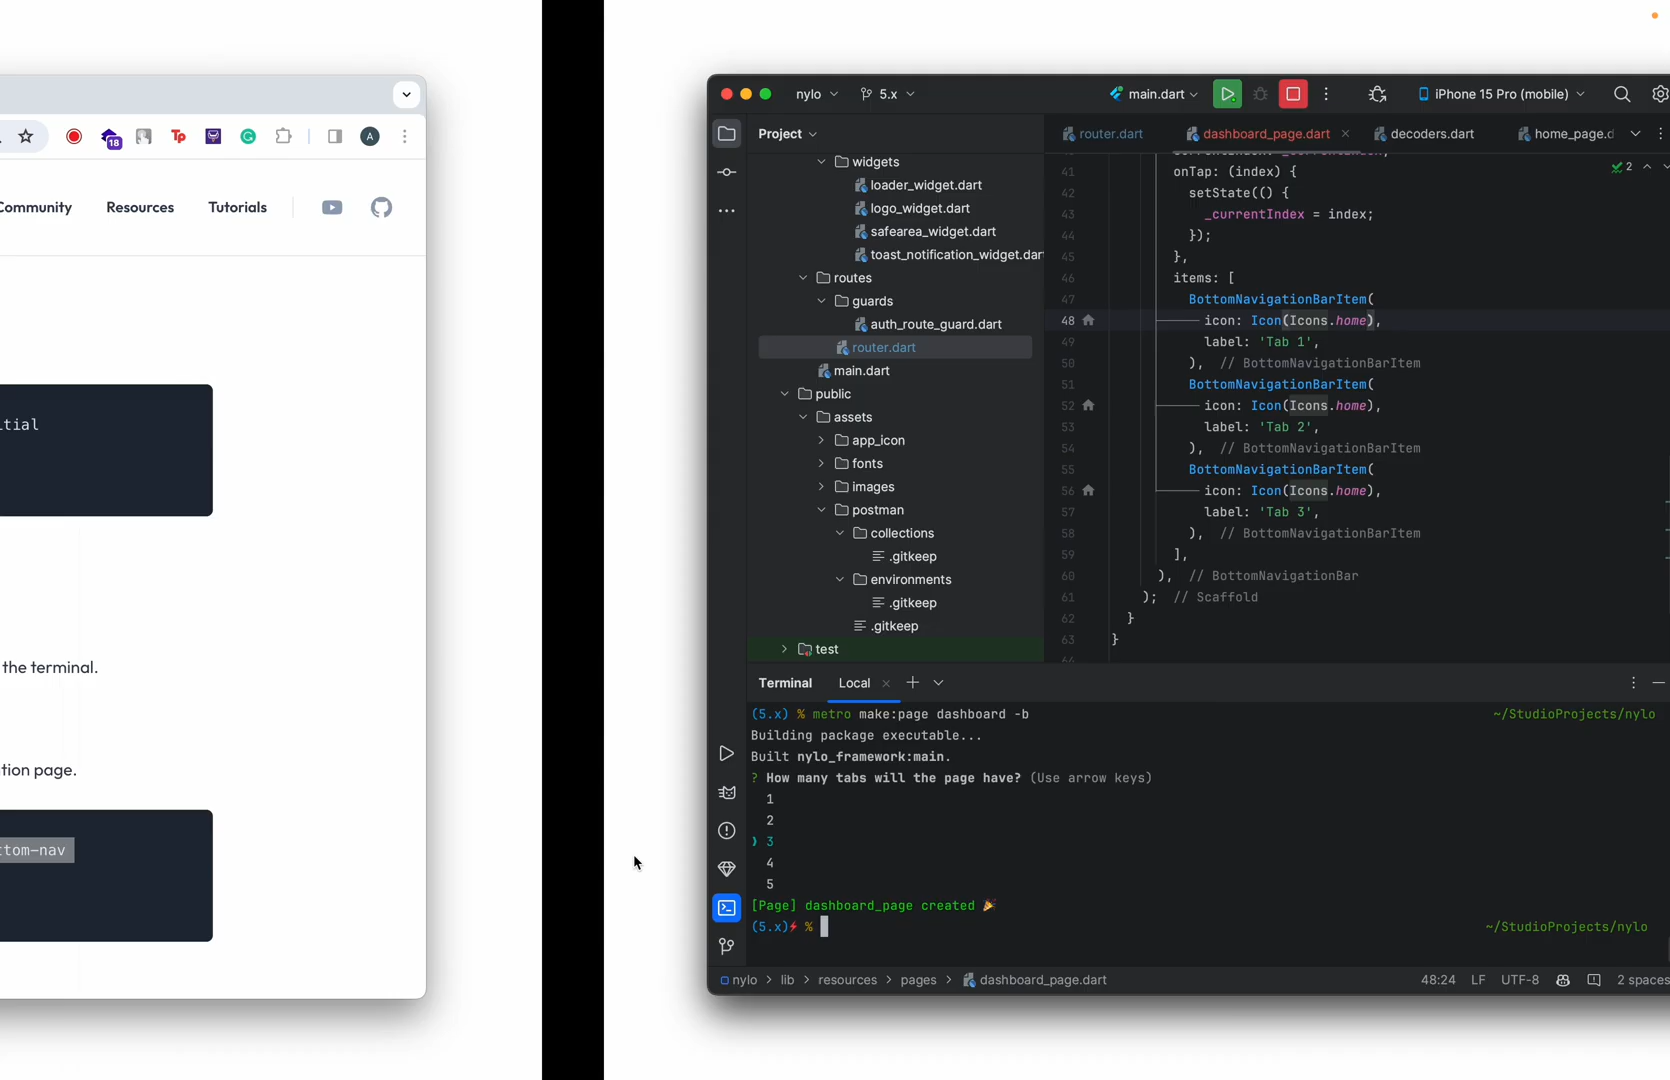 18
Tp
A
Community
Resources
Tutorials
the terminal.
tion page.
ttom-nav
nylo
5.x
main.dart
iPhone 15 Pro (mobile)
Project
router.dart
dashboard_page.dart
decoders.dart
home_page.d
widgets
loader_widget.dart
logo_widget.dart
safearea_widget.dart
toast_notification_widget.dar
routes
guards
auth_route_guard.dart
router.dart
main.dart
public
assets
app_icon
fonts
images
postman
collections
.gitkeep
environments
.gitkeep
.gitkeep
test
2
41 onTap: (index) {
42 setState(() {
43 _currentIndex = index;
44 });
45 },
46 items: [
47 BottomNavigationBarItem(
48 icon: Icon(Icons.home),
49 label: 'Tab 1',
50 ), // BottomNavigationBarItem
51 BottomNavigationBarItem(
52 icon: Icon(Icons.home),
53 label: 'Tab 2',
54 ), // BottomNavigationBarItem
55 BottomNavigationBarItem(
56 icon: Icon(Icons.home),
57 label: 'Tab 3',
58 ), // BottomNavigationBarItem
59 ],
60 ), // BottomNavigationBar
61 ); // Scaffold
62 }
63 }
Terminal
Local
(5.x) % metro make:page dashboard -b ~/StudioProjects/nylo
Building package executable...
Built nylo_framework:main.
? How many tabs will the page have? (Use arrow keys)
1
2
❯ 3
4
5
[Page] dashboard_page created 🎉
(5.x)⚡ % ~/StudioProjects/nylo
nylo > lib > resources > pages > dashboard_page.dart
48:24 LF UTF-8 2 spaces